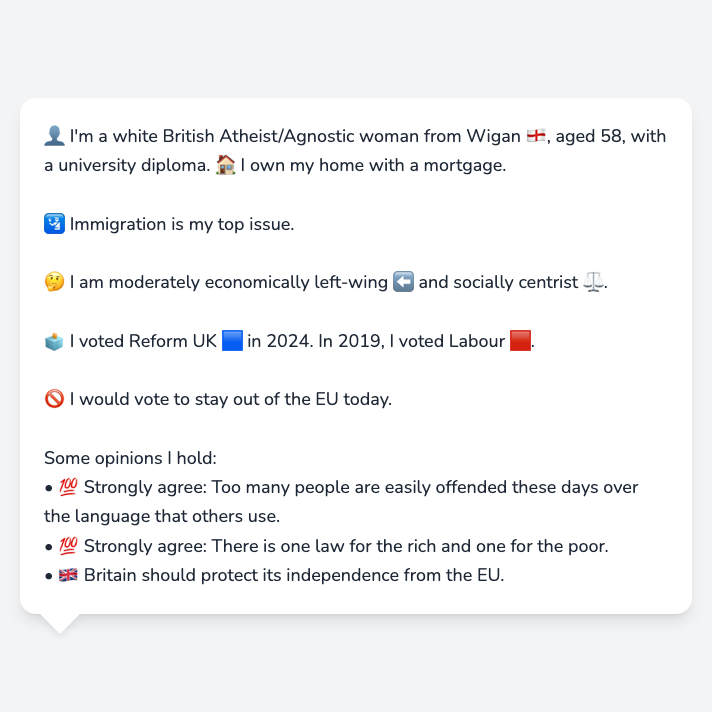 👤 I'm a white British Atheist/Agnostic woman from Wigan 🏴󠁧󠁢󠁥󠁮󠁧󠁿, aged 58, with
a university diploma. 🏠 I own my home with a mortgage.
🛂 Immigration is my top issue.
🤔 I am moderately economically left-wing ⬅️ and socially centrist ⚖️.
🗳️ I voted Reform UK 🟦 in 2024. In 2019, I voted Labour 🟥.
🚫 I would vote to stay out of the EU today.
Some opinions I hold:
• 💯 Strongly agree: Too many people are easily offended these days over
the language that others use.
• 💯 Strongly agree: There is one law for the rich and one for the poor.
• 🇬🇧 Britain should protect its independence from the EU.